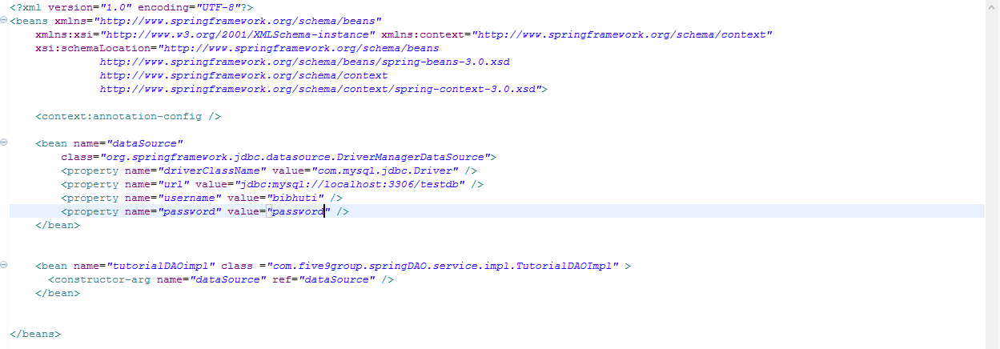 <?xml version="1.0" encoding="UTF-8"?>
<beans xmlns="http://www.springframework.org/schema/beans"
    xmlns:xsi="http://www.w3.org/2001/XMLSchema-instance" xmlns:context="http://www.springframework.org/schema/context"
    xsi:schemaLocation="http://www.springframework.org/schema/beans
              http://www.springframework.org/schema/beans/spring-beans-3.0.xsd
              http://www.springframework.org/schema/context
              http://www.springframework.org/schema/context/spring-context-3.0.xsd">
    <context:annotation-config />
    <bean name="dataSource"
        class="org.springframework.jdbc.datasource.DriverManagerDataSource">
        <property name="driverClassName" value="com.mysql.jdbc.Driver" />
        <property name="url" value="jdbc:mysql://localhost:3306/testdb" />
        <property name="username" value="bibhuti" />
        <property name="password" value="password" />
    </bean>
    <bean name="tutorialDAOimpl" class ="com.five9group.springDAO.service.impl.TutorialDAOImpl" >
      <constructor-arg name="dataSource" ref="dataSource" />
    </bean>
</beans>